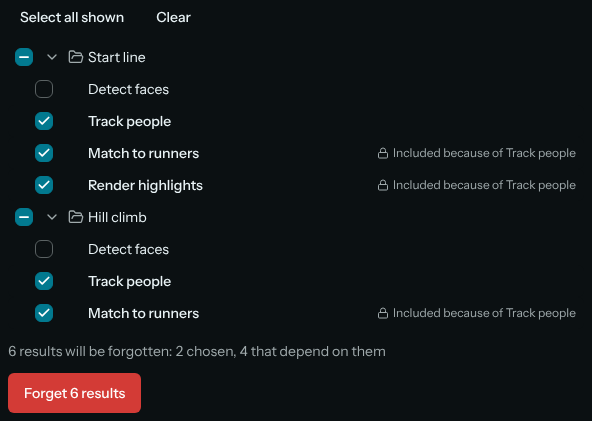 Select all shown Clear
Start line
Detect faces
Track people
Match to runners Included because of Track people
Render highlights Included because of Track people
Hill climb
Detect faces
Track people
Match to runners Included because of Track people
6 results will be forgotten: 2 chosen, 4 that depend on them
Forget 6 results